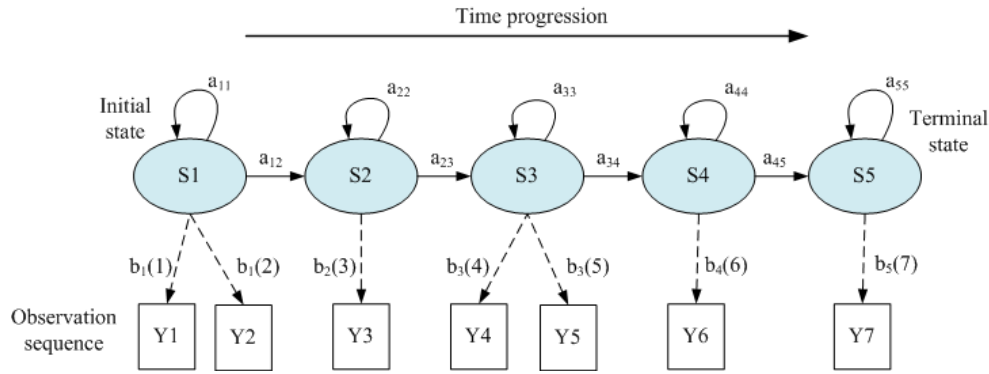 Time progression
Initial
state
a₁₁
a₂₂
a₃₃
a₄₄
a₅₅
Terminal
state
S1
a₁₂
S2
a₂₃
S3
a₃₄
S4
a₄₅
S5
b₁(1)
b₁(2)
b₂(3)
b₃(4)
b₃(5)
b₄(6)
b₅(7)
Observation
sequence
Y1
Y2
Y3
Y4
Y5
Y6
Y7